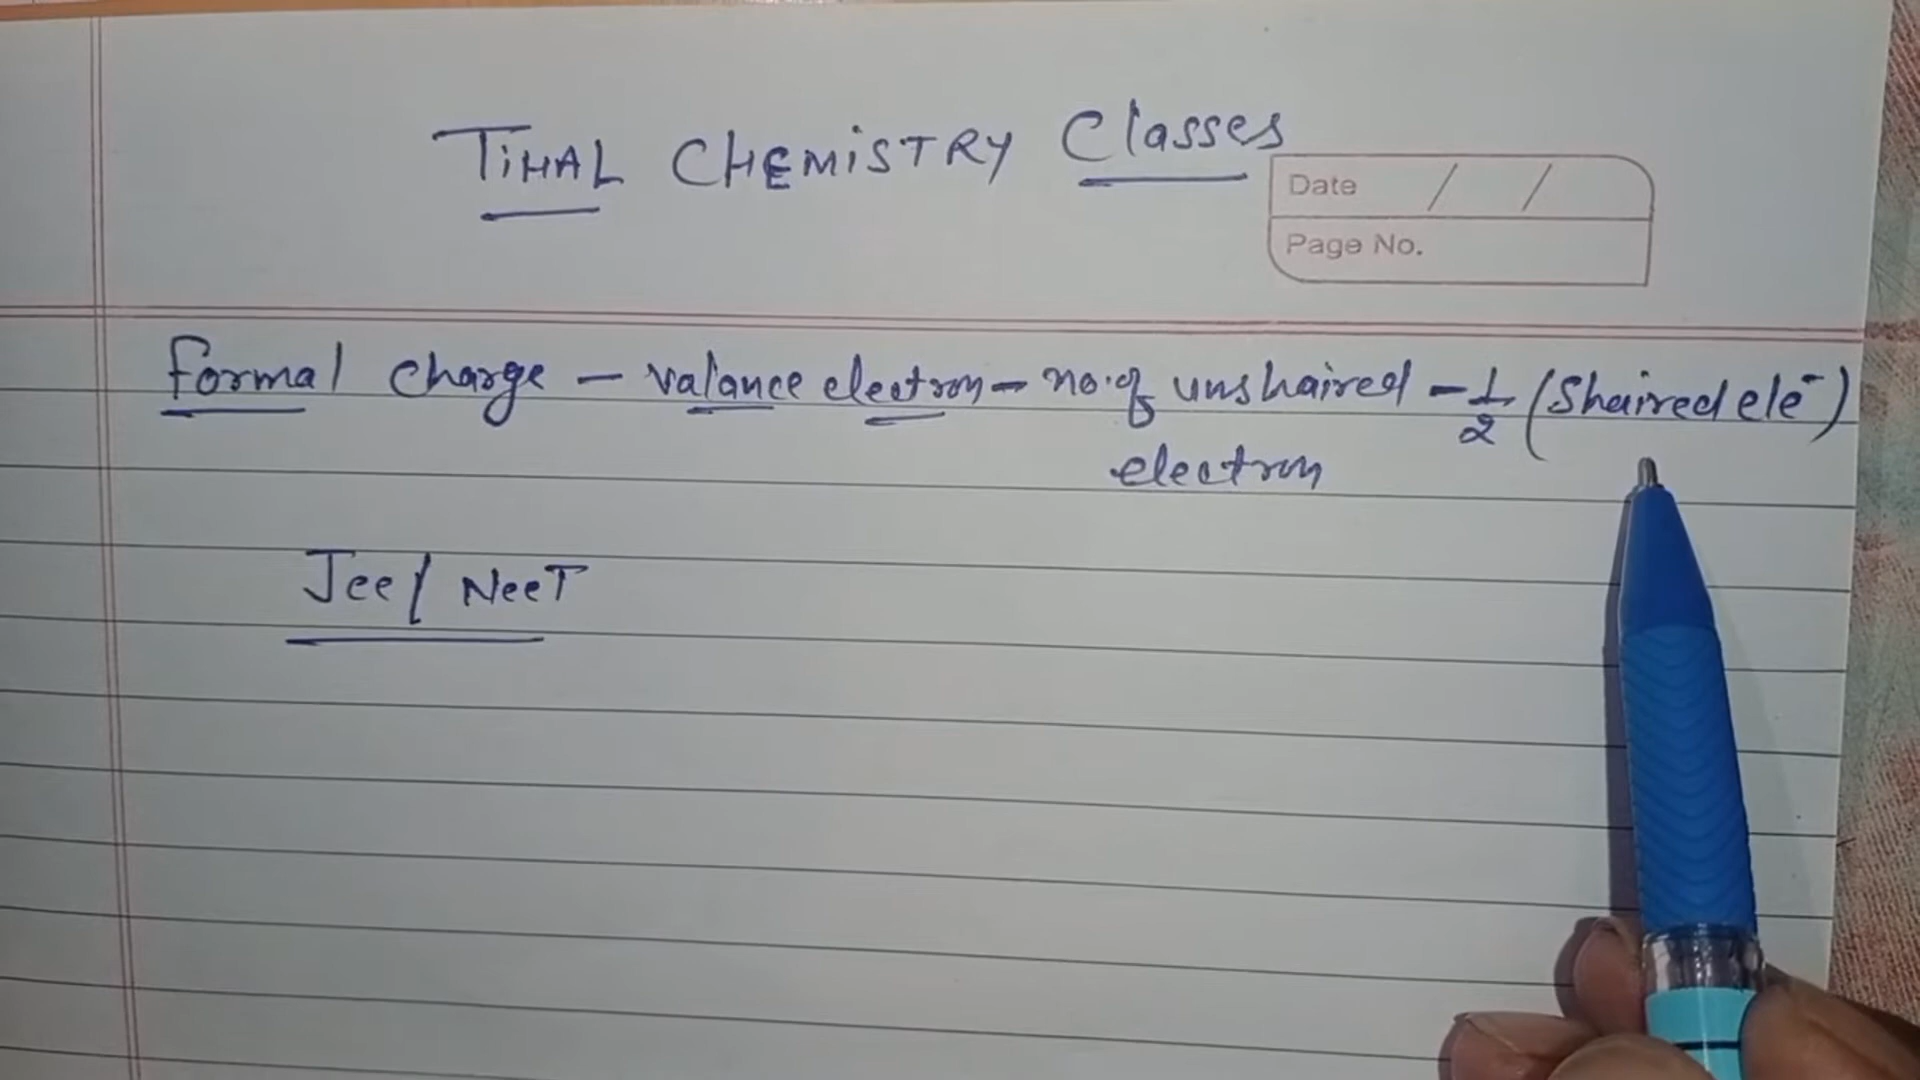 TiHAL CHEMiSTRY Classes
Date / /
Page No.
formal charge - valance electron - no. of unshaired - 1/2 (Shaired ele-)
electron
Jee / NeeT